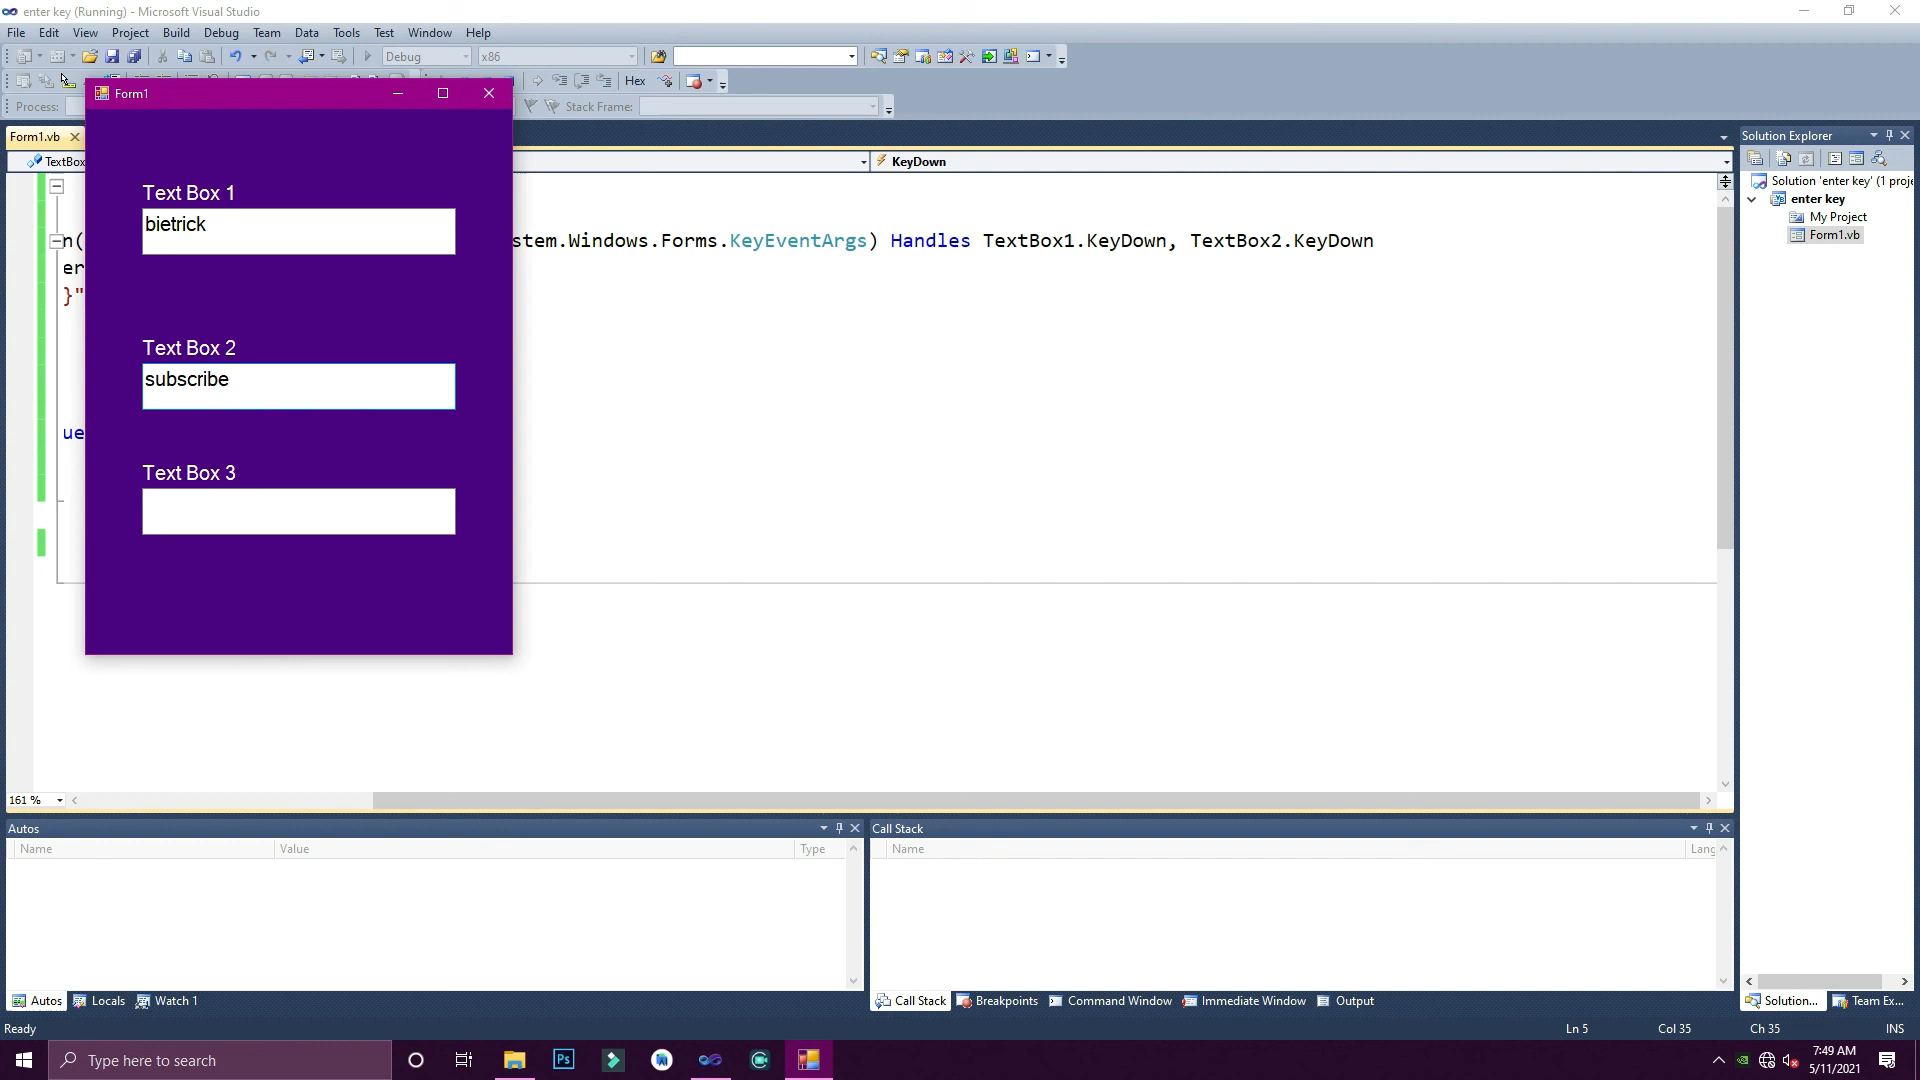 enter key (Running) - Microsoft Visual Studio
File Edit View Project Build Debug Team Data Tools Test Window Help
Debug x86
Hex
Process: Stack Frame:
Form1
Form1.vb
TextBox
KeyDown
Text Box 1
bietrick
Text Box 2
subscribe
Text Box 3
n(
stem.Windows.Forms.KeyEventArgs) Handles TextBox1.KeyDown, TextBox2.KeyDown
er
}"
ue
161 %
Solution Explorer
Solution 'enter key' (1 proje
enter key
My Project
Form1.vb
Autos
Name Value Type
Call Stack
Name Lang
Autos Locals Watch 1
Call Stack Breakpoints Command Window Immediate Window Output
Solution... Team Ex...
Ready
Ln 5 Col 35 Ch 35 INS
Type here to search
Ps
7:49 AM
5/11/2021